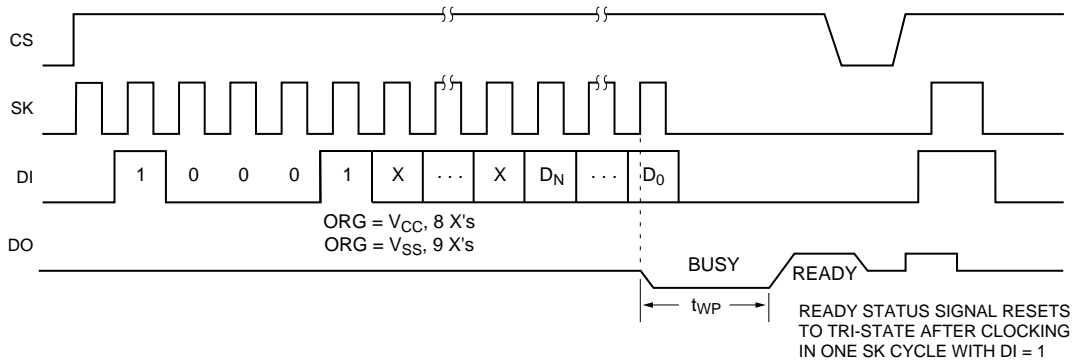 CS
SK
DI
1 0 0 0 1 X . . . X DN . . . D0
ORG = VCC, 8 X's
ORG = VSS, 9 X's
DO
BUSY
READY
tWP
READY STATUS SIGNAL RESETS
TO TRI-STATE AFTER CLOCKING
IN ONE SK CYCLE WITH DI = 1